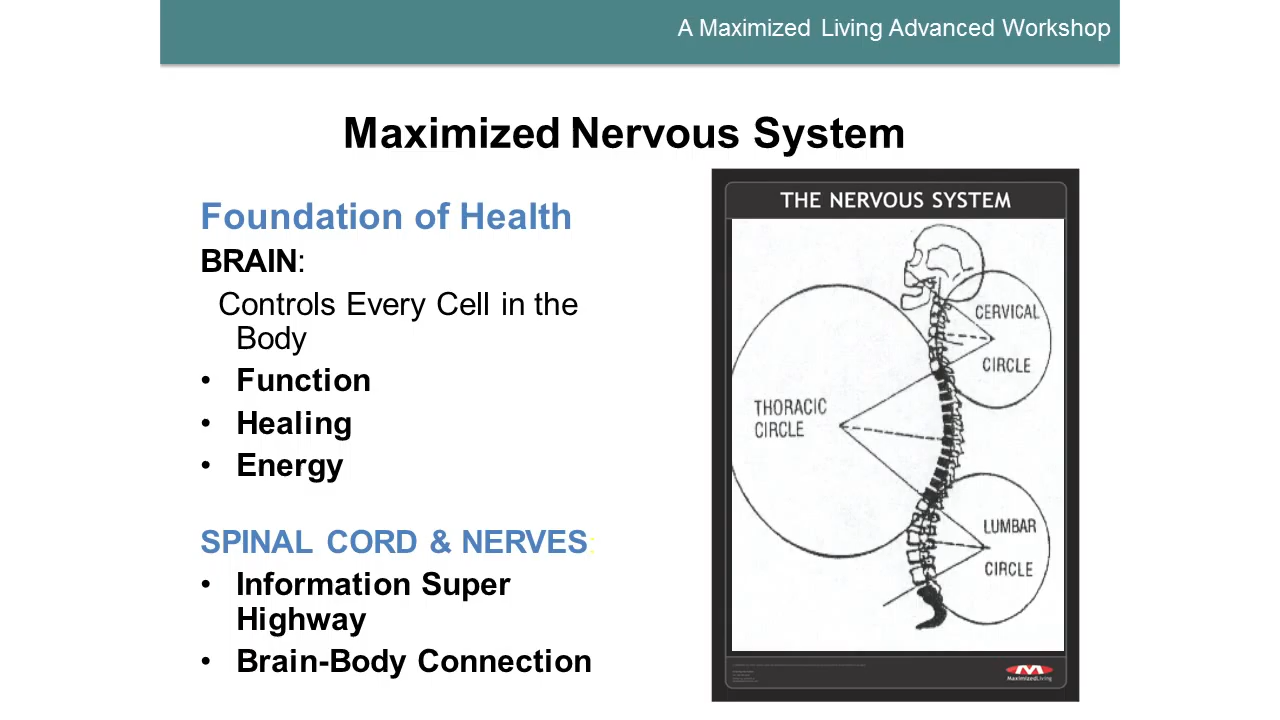 A Maximized Living Advanced Workshop
Maximized Nervous System
Foundation of Health
BRAIN:
Controls Every Cell in the
Body
• Function
• Healing
• Energy
SPINAL CORD & NERVES:
• Information Super
Highway
• Brain-Body Connection
THE NERVOUS SYSTEM
CERVICAL
CIRCLE
THORACIC
CIRCLE
LUMBAR
CIRCLE
MaximizedLiving